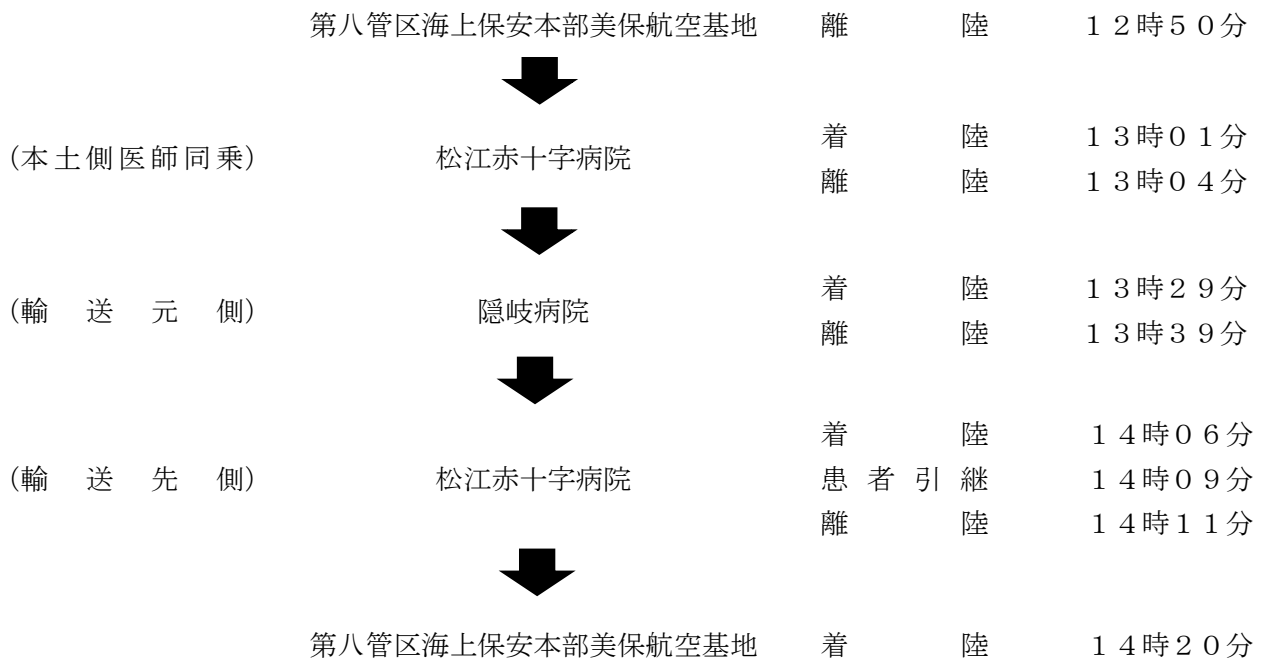 第八管区海上保安本部美保航空基地 離陸 12時50分
着陸 13時01分
(本土側医師同乗) 松江赤十字病院
離陸 13時04分
着陸 13時29分
(輸送元側) 隠岐病院
離陸 13時39分
着陸 14時06分
(輸送先側) 松江赤十字病院 患者引継 14時09分
離陸 14時11分
第八管区海上保安本部美保航空基地 着陸 14時20分